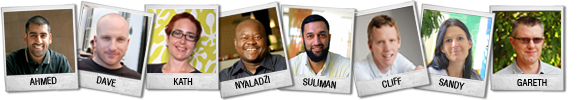 AHMED
DAVE
KATH
NYALADZI
SULIMAN
CLIFF
SANDY
GARETH